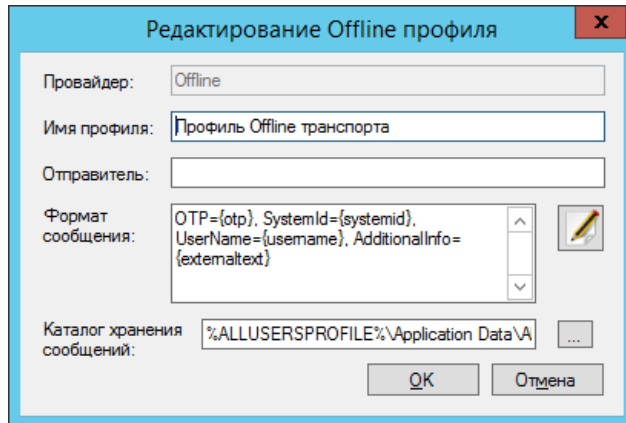 Редактирование Offline профиля
x
Провайдер: Offline
Имя профиля: Профиль Offline транспорта
Отправитель:
Формат сообщения:
OTP={otp}, SystemId={systemid},
UserName={username}, AdditionalInfo=
{externaltext}
Каталог хранения сообщений:
%ALLUSERSPROFILE%\Application Data\A
...
OK Отмена